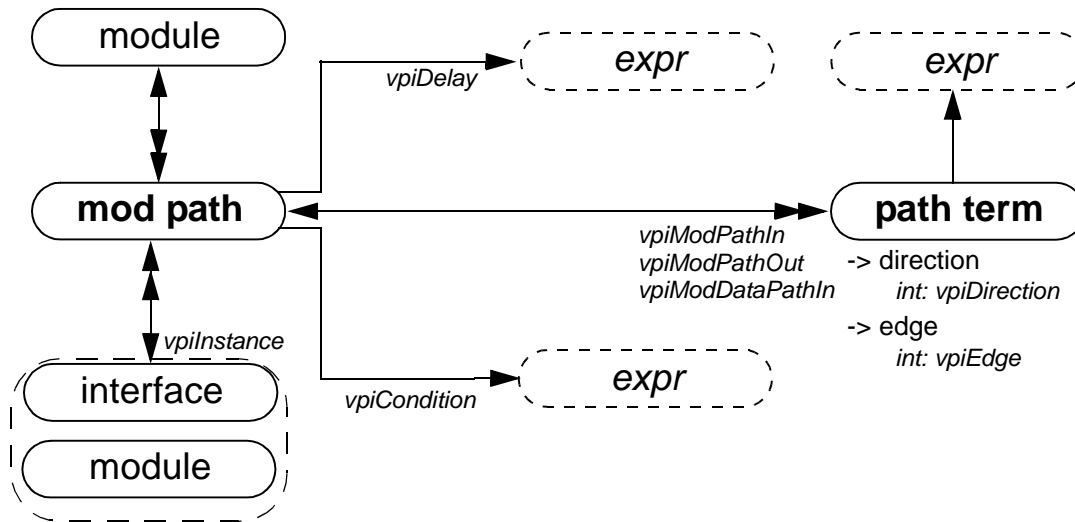 module
expr
expr
vpiDelay
mod path
path term
vpiModPathIn
vpiModPathOut
vpiModDataPathIn
-> direction
int: vpiDirection
-> edge
int: vpiEdge
vpiInstance
interface
expr
vpiCondition
module